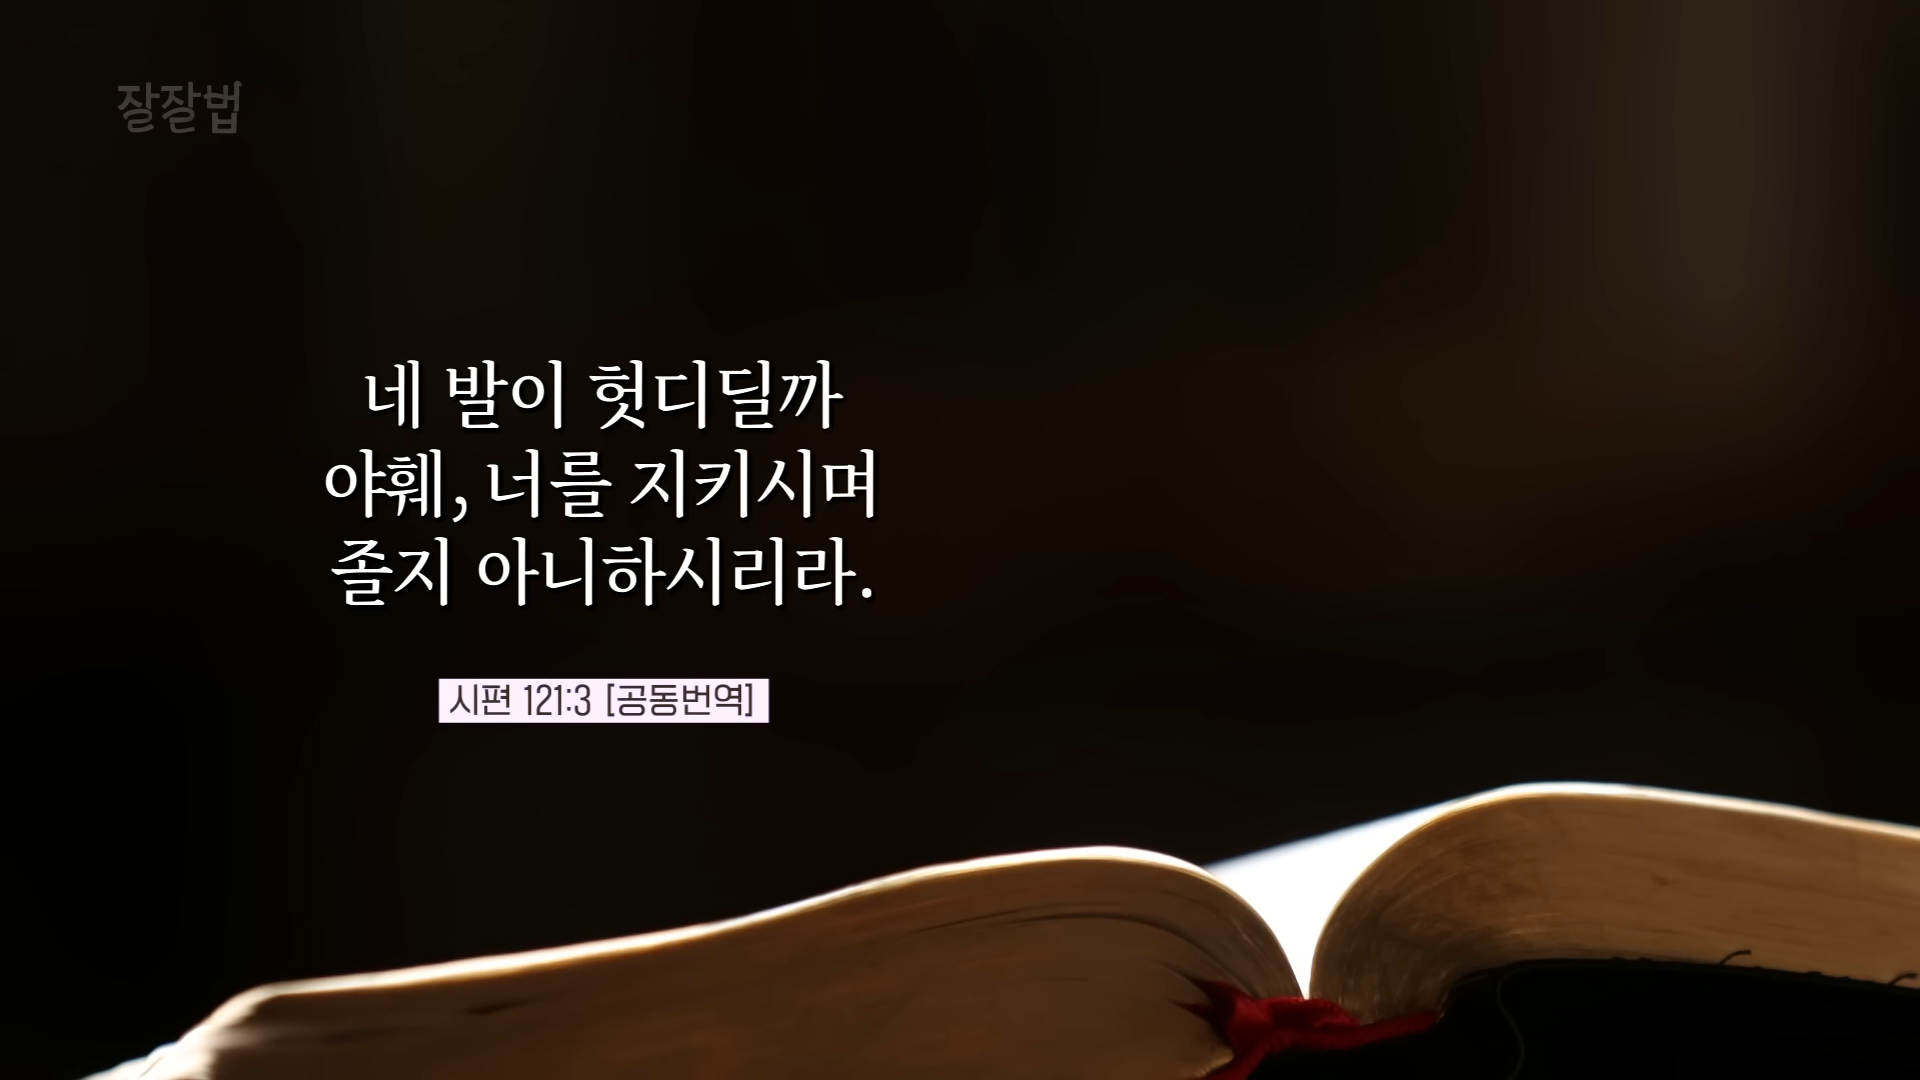 잘잘법
네 발이 헛디딜까
야훼, 너를 지키시며
졸지 아니하시리라.
시편 121:3 [공동번역]